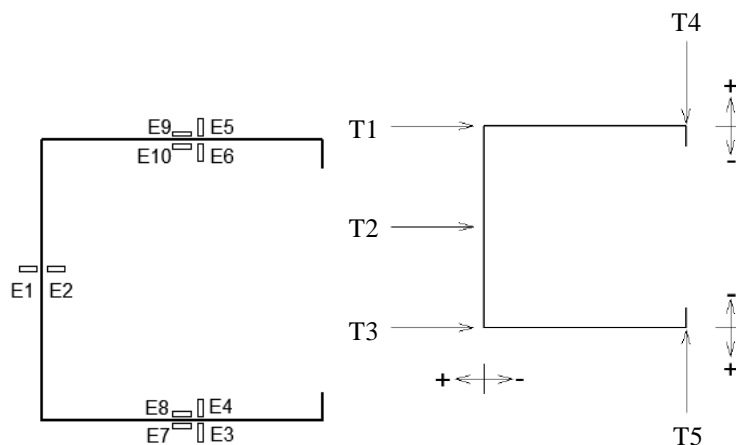 T4
E9 E5
+
T1
E10 E6
-
T2
E1 E2
T3
-
+ -
+
E8 E4
E7 E3
T5